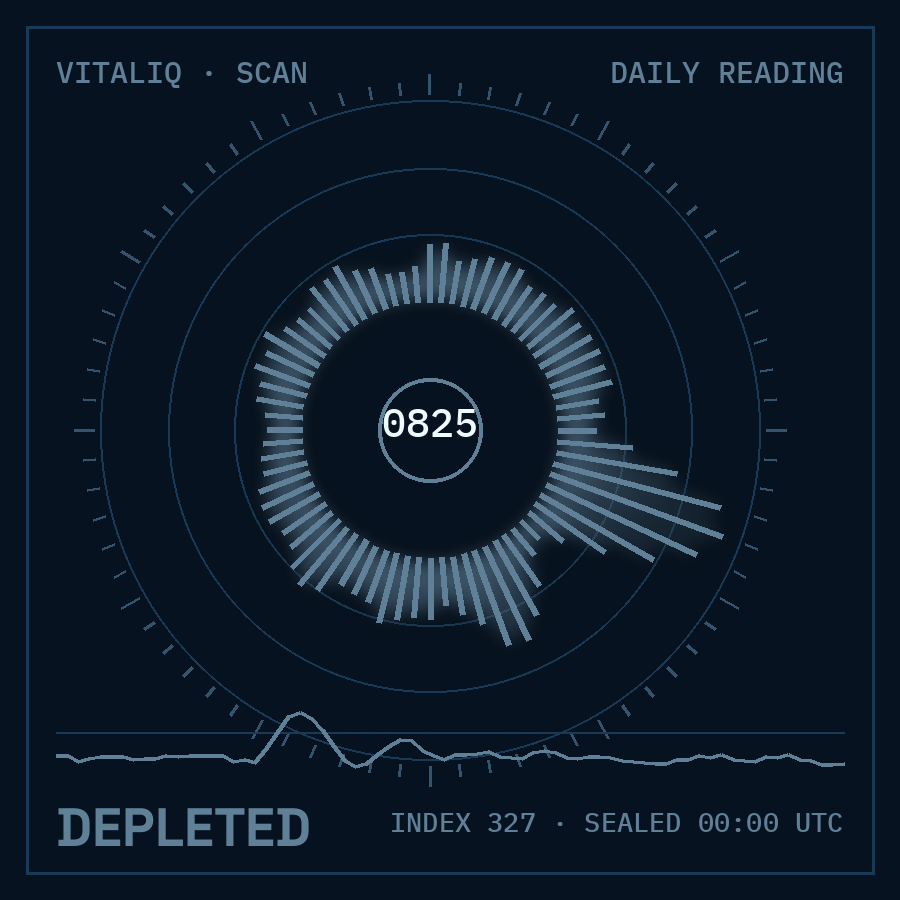 VITALIQ · SCAN
DAILY READING
0825
DEPLETED
INDEX 327 · SEALED 00:00 UTC